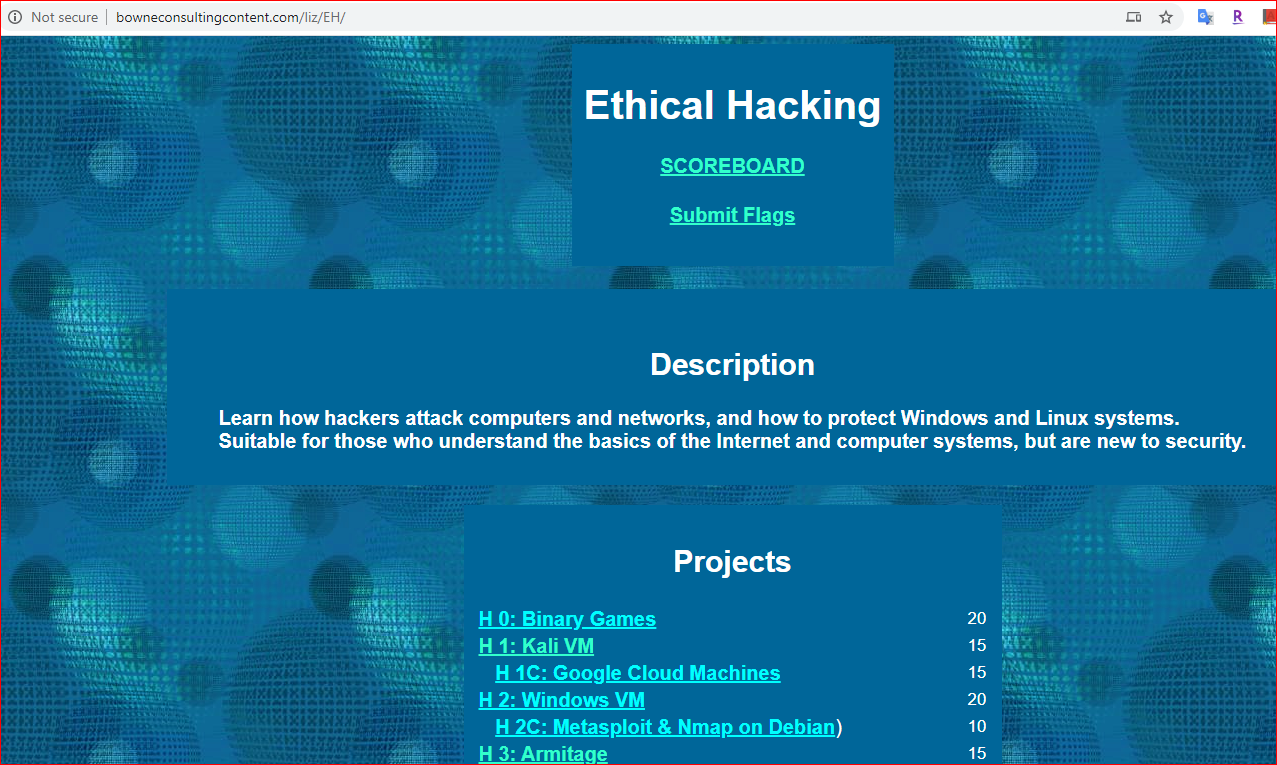 Not secure | bowneconsultingcontent.com/liz/EH/
Ethical Hacking
SCOREBOARD
Submit Flags
Description
Learn how hackers attack computers and networks, and how to protect Windows and Linux systems.
Suitable for those who understand the basics of the Internet and computer systems, but are new to security.
Projects
H 0: Binary Games 20
H 1: Kali VM 15
H 1C: Google Cloud Machines 15
H 2: Windows VM 20
H 2C: Metasploit & Nmap on Debian) 10
H 3: Armitage 15